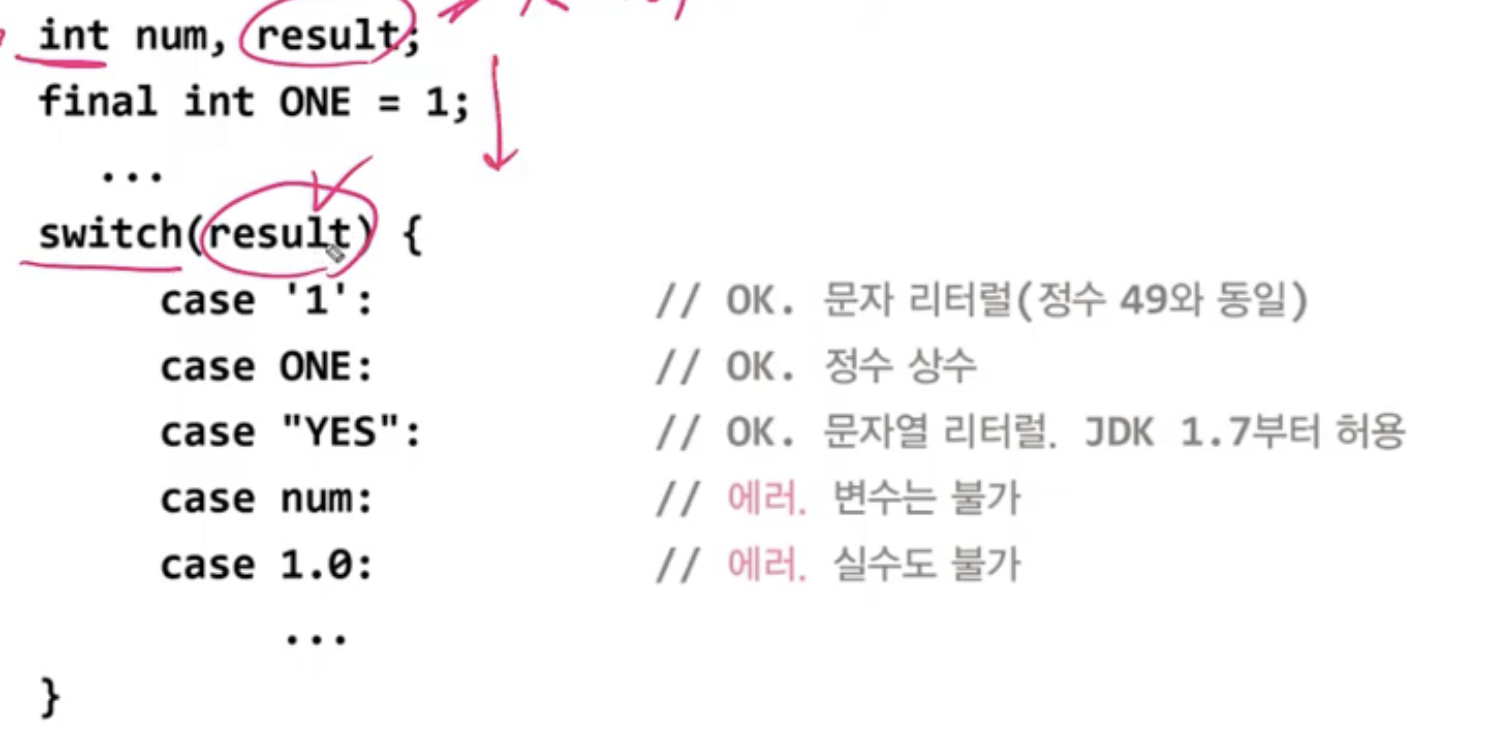 int num, result;
final int ONE = 1;
...
switch(result) {
case '1': // OK. 문자 리터럴(정수 49와 동일)
case ONE: // OK. 정수 상수
case "YES": // OK. 문자열 리터럴. JDK 1.7부터 허용
case num: // 에러. 변수는 불가
case 1.0: // 에러. 실수도 불가
...
}